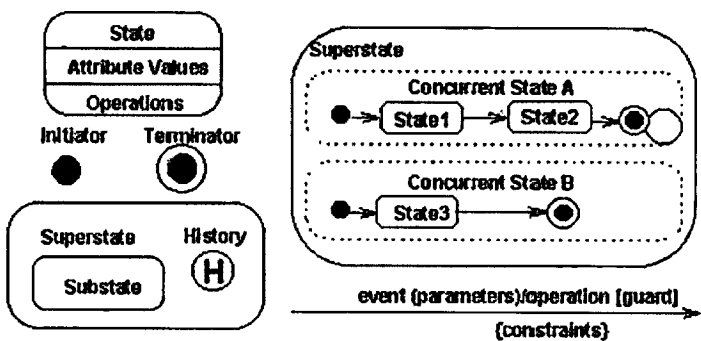 State
Attribute Values
Operations
Initiator Terminator
Superstate History
H
Substate
Superstate
Concurrent State A
State1 State2
Concurrent State B
State3
event (parameters)/operation [guard]
{constraints}